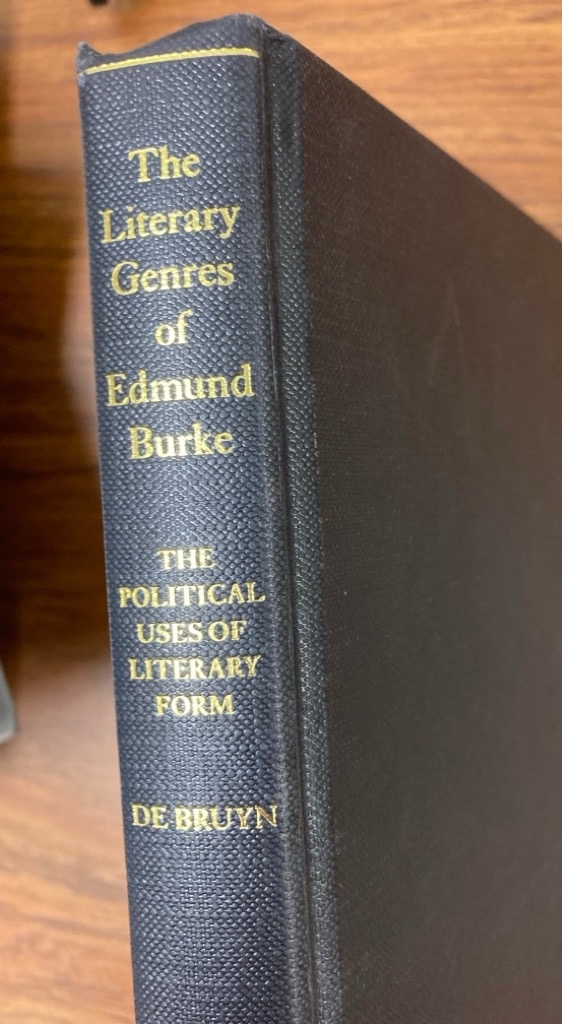 The
Literary
Genres
of
Edmund
Burke
THE
POLITICAL
USES OF
LITERARY
FORM
DE BRUYN